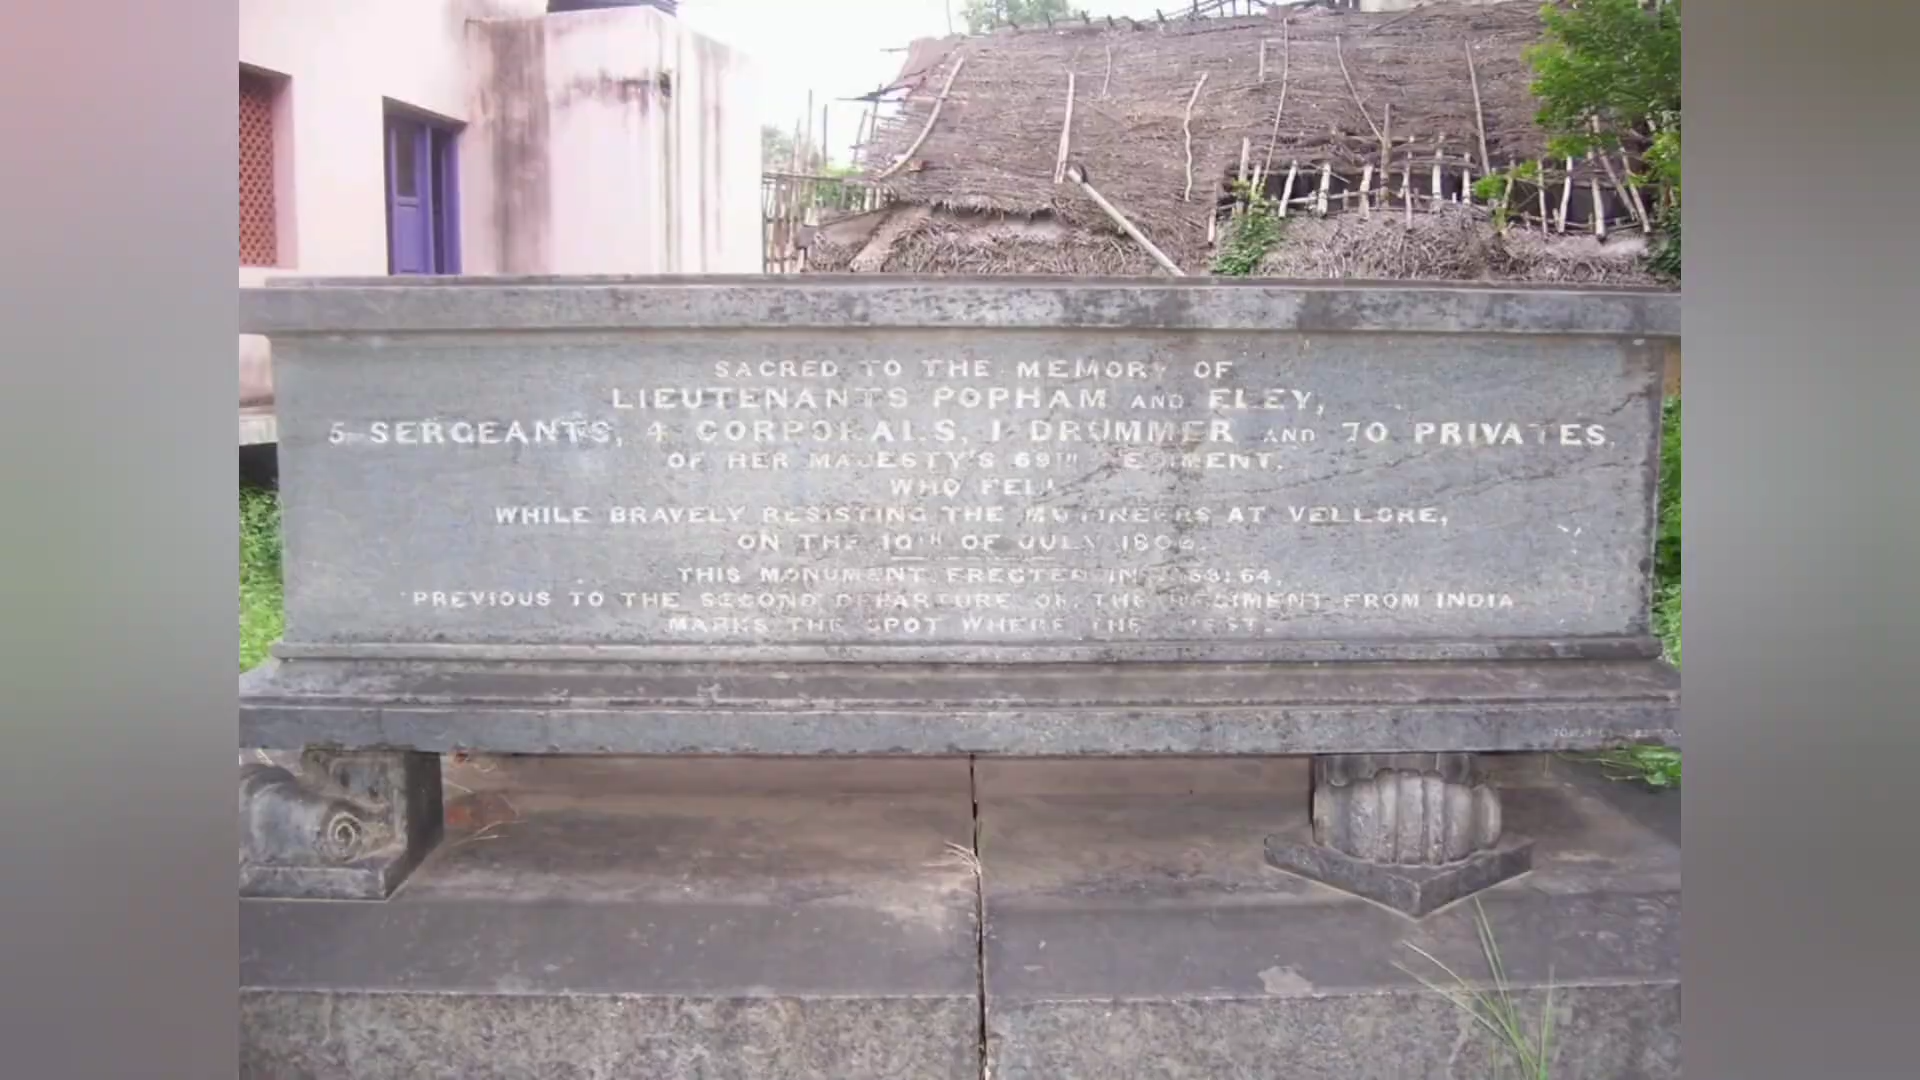 SACRED TO THE MEMORY OF
LIEUTENANTS POPHAM AND ELEY,
5 SERGEANTS, 4 CORPORALS, 1 DRUMMER AND 70 PRIVATES,
OF HER MAJESTY'S 69TH REGIMENT.
WHO FELL
WHILE BRAVELY RESISTING THE MUTINEERS AT VELLORE,
ON THE 10TH OF JULY 1806.
THIS MONUMENT ERECTED IN 1863:64,
PREVIOUS TO THE SECOND DEPARTURE OF THE REGIMENT FROM INDIA
MARKS THE SPOT WHERE THE REST.